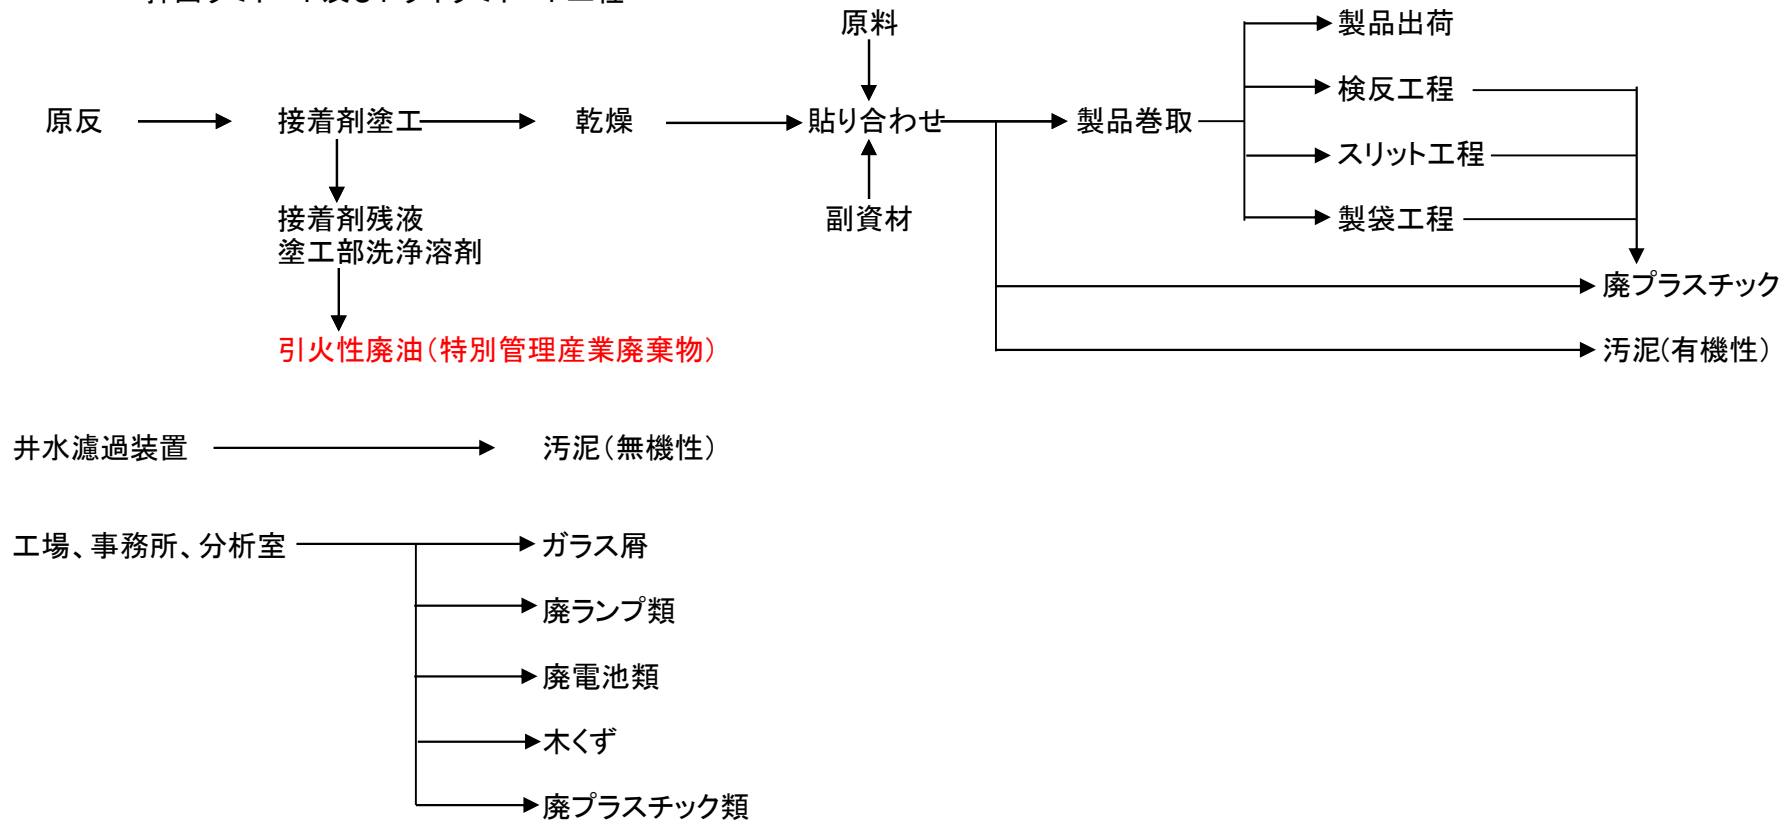 原料
製品出荷
検反工程
原反
接着剤塗工
乾燥
貼り合わせ
製品巻取
スリット工程
接着剤残液
塗工部洗浄溶剤
副資材
製袋工程
廃プラスチック
引火性廃油(特別管理産業廃棄物)
汚泥(有機性)
井水濾過装置
汚泥(無機性)
工場、事務所、分析室
ガラス屑
廃ランプ類
廃電池類
木くず
廃プラスチック類